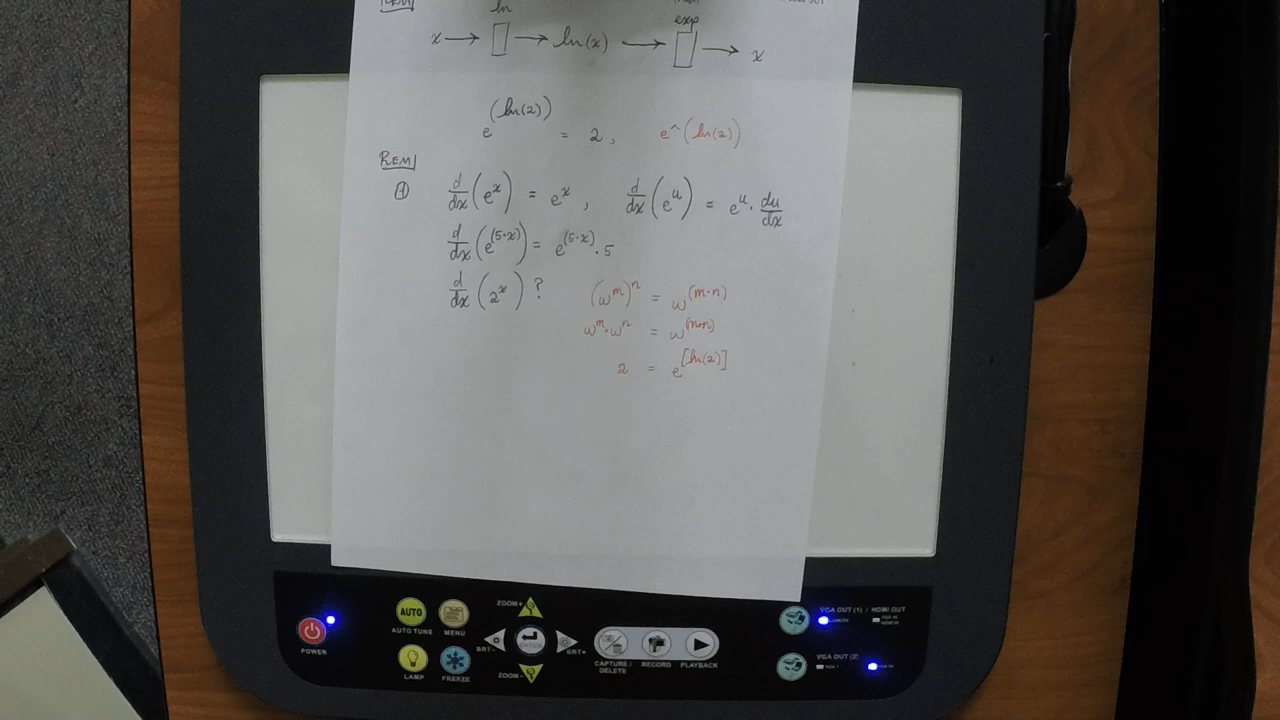 REM
ln
exp
x → ▯ → ln(x) → ▯ → x
e^(ln(2)) = 2 , e^(ln(2))
REM
① d/dx(e^x) = e^x , d/dx(e^u) = e^u · du/dx
d/dx(e^(5·x)) = e^(5·x) · 5
d/dx(2^x) ?
(w^m)^n = w^(m·n)
w^m · w^n = w^(m+n)
2 = e^[ln(2)]
POWER
AUTO
AUTO TUNE
MENU
LAMP
FREEZE
ZOOM+
BRT-
ENTER
BRT+
ZOOM-
CAPTURE / DELETE
RECORD
PLAYBACK
VGA OUT (1) / HDMI OUT
VGA OUT (2)